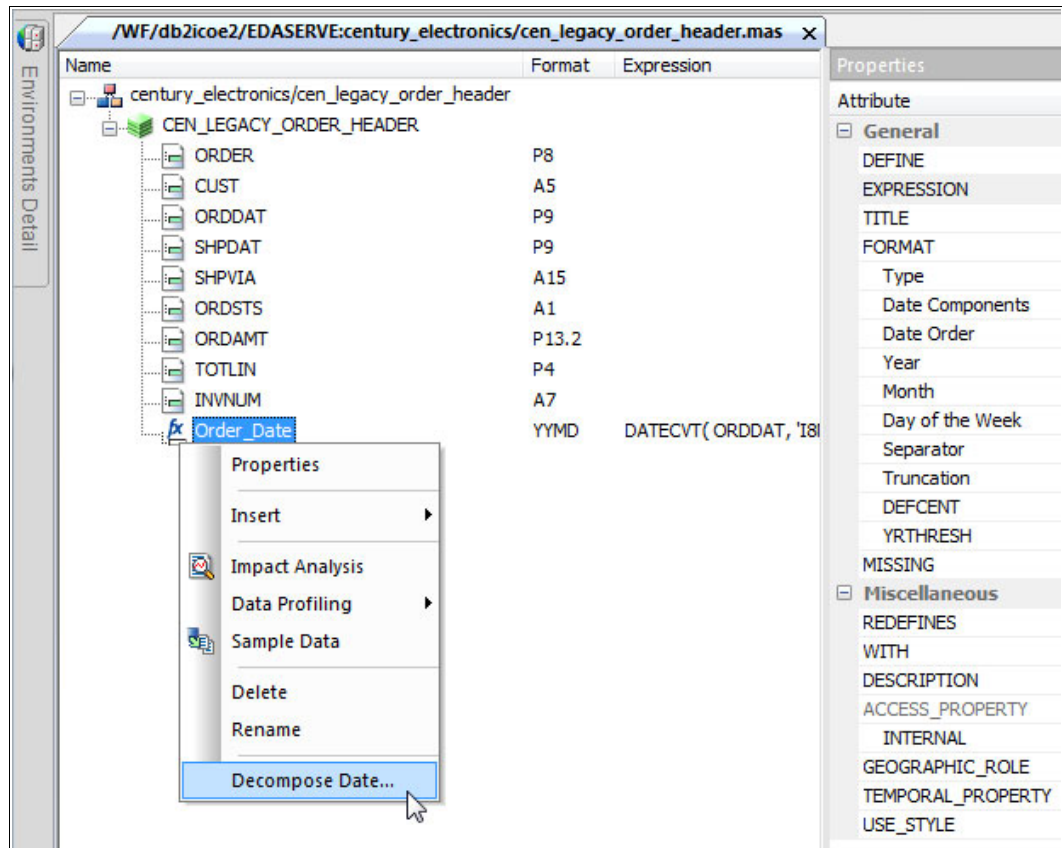 /WF/db2icoe2/EDASERVE:century_electronics/cen_legacy_order_header.mas x
Environments Detail
Name Format Expression
century_electronics/cen_legacy_order_header
CEN_LEGACY_ORDER_HEADER
ORDER P8
CUST A5
ORDDAT P9
SHPDAT P9
SHPVIA A15
ORDSTS A1
ORDAMT P13.2
TOTLIN P4
INVNUM A7
fx Order_Date YYMD DATECVT( ORDDAT, 'I8
Properties
Insert
Impact Analysis
Data Profiling
Sample Data
Delete
Rename
Decompose Date...
Properties
Attribute
General
DEFINE
EXPRESSION
TITLE
FORMAT
Type
Date Components
Date Order
Year
Month
Day of the Week
Separator
Truncation
DEFCENT
YRTHRESH
MISSING
Miscellaneous
REDEFINES
WITH
DESCRIPTION
ACCESS_PROPERTY
INTERNAL
GEOGRAPHIC_ROLE
TEMPORAL_PROPERTY
USE_STYLE